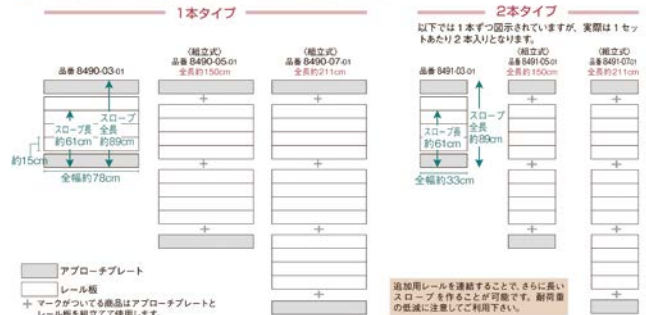 1本タイプ
品番 8490-03-01
〈組立式〉
品番 8490-05-01
全長約150cm
〈組立式〉
品番 8490-07-01
全長約211cm
スロープ長
約61cm
スロープ
全長
約89cm
約15cm
全幅約78cm
アプローチプレート
レール板
+ マークがついてる商品はアプローチプレートと
レール板を組立てて使用します
2本タイプ
以下では1本ずつ図示されていますが、実際は1セッ
トあたり2本入りとなります。
品番 8491-03-01
〈組立式〉
品番 8491-05-01
全長約150cm
〈組立式〉
品番 8491-07-01
全長約211cm
スロープ長
約61cm
スロープ
全長
約89cm
全幅約33cm
追加用レールを連結することで、さらに長い
スロープを作ることが可能です。耐荷重
の低減に注意してご利用下さい。